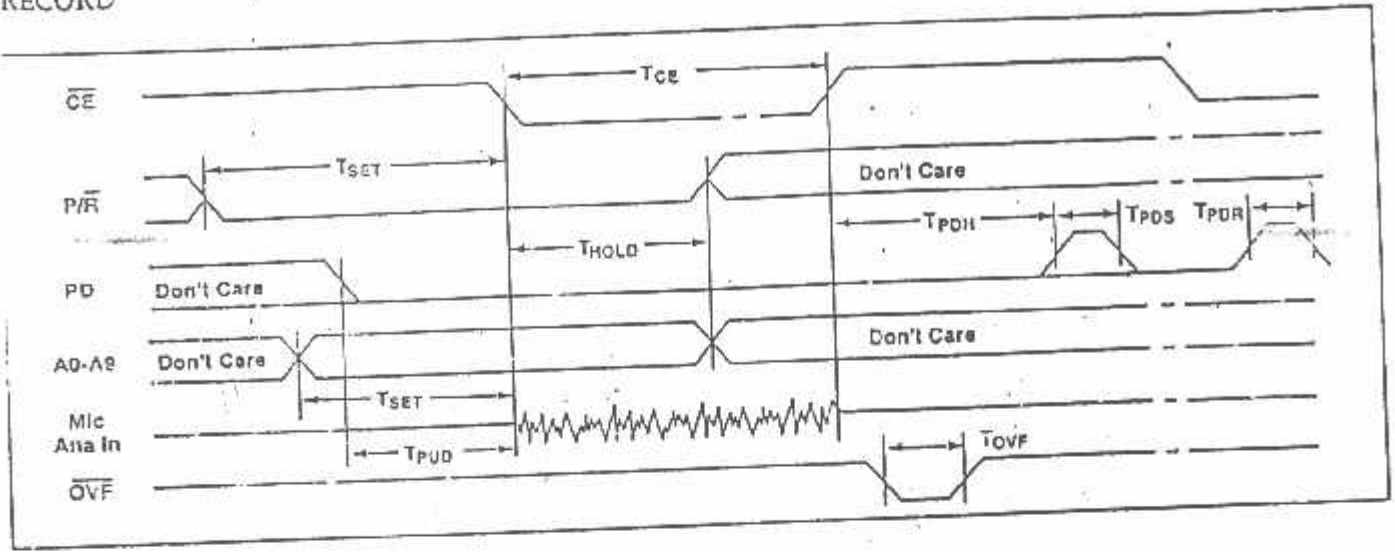 RECORD
CE
TCE
TSET
P/R
Don't Care
TPDH
TPDS
TPDR
THOLD
PD
Don't Care
A0-A9
Don't Care
Don't Care
TSET
Mic
Ana In
TPUD
TOVF
OVF